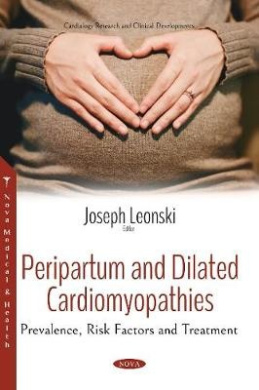 Cardiology Research and Clinical Developments
Joseph Leonski
Editor
Peripartum and Dilated
Cardiomyopathies
Prevalence, Risk Factors and Treatment
Nova Medical & Health
NOVA